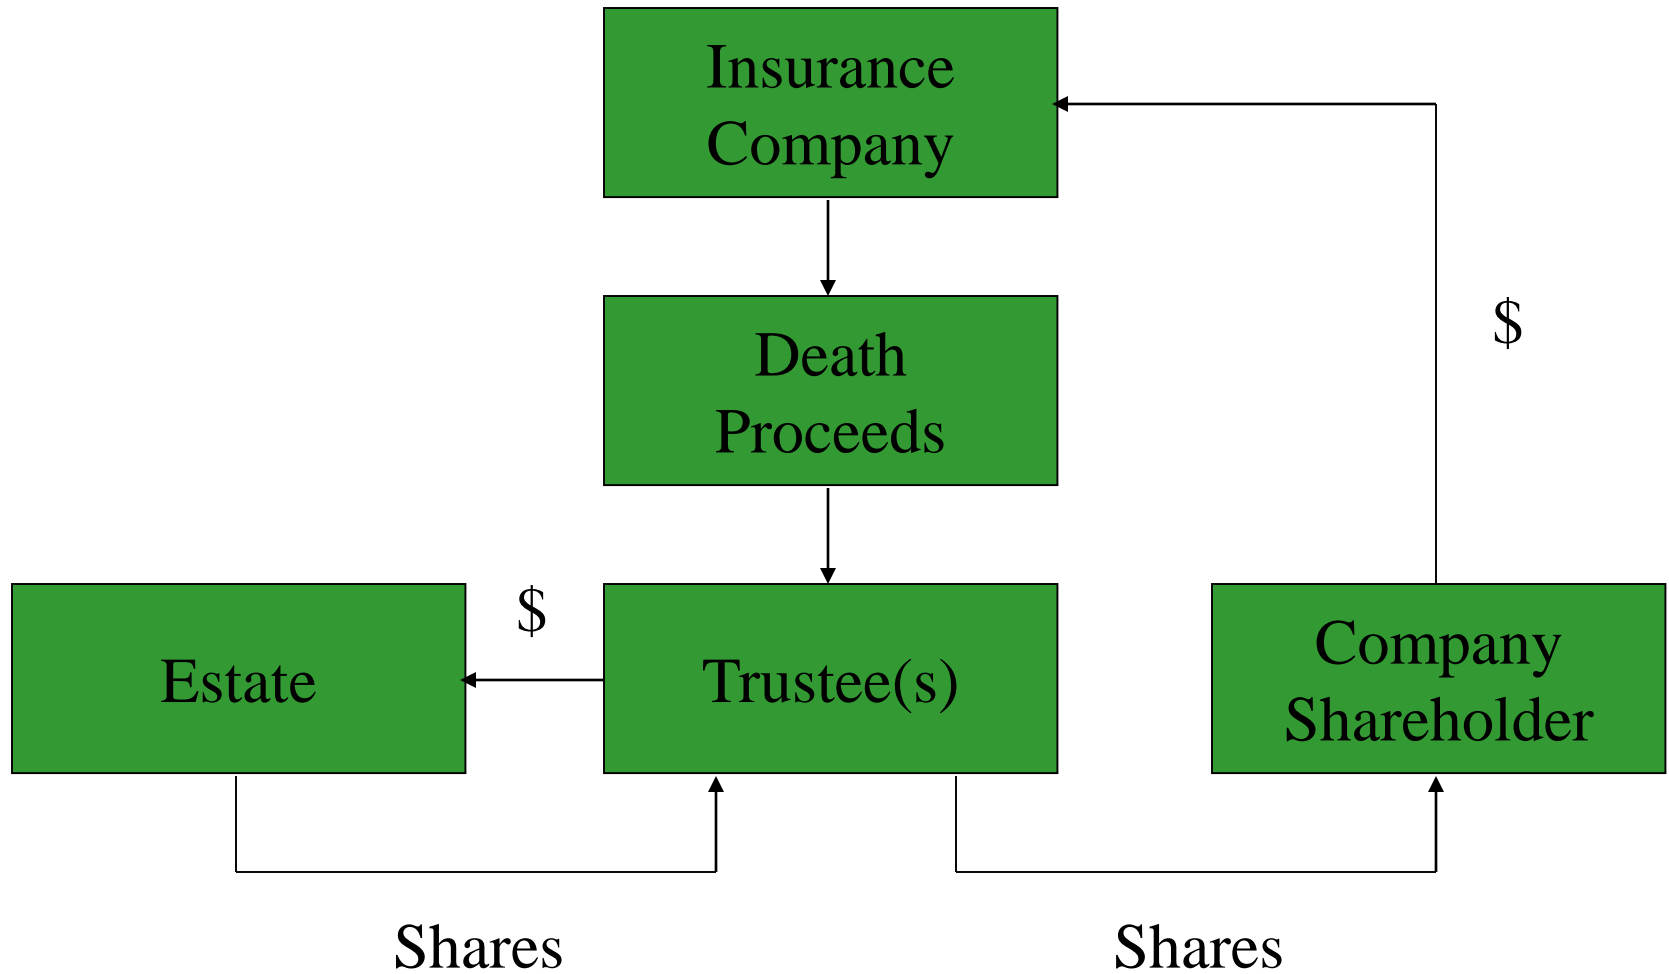 Insurance
Company
$
Death
Proceeds
$
Estate
Trustee(s)
Company
Shareholder
Shares
Shares